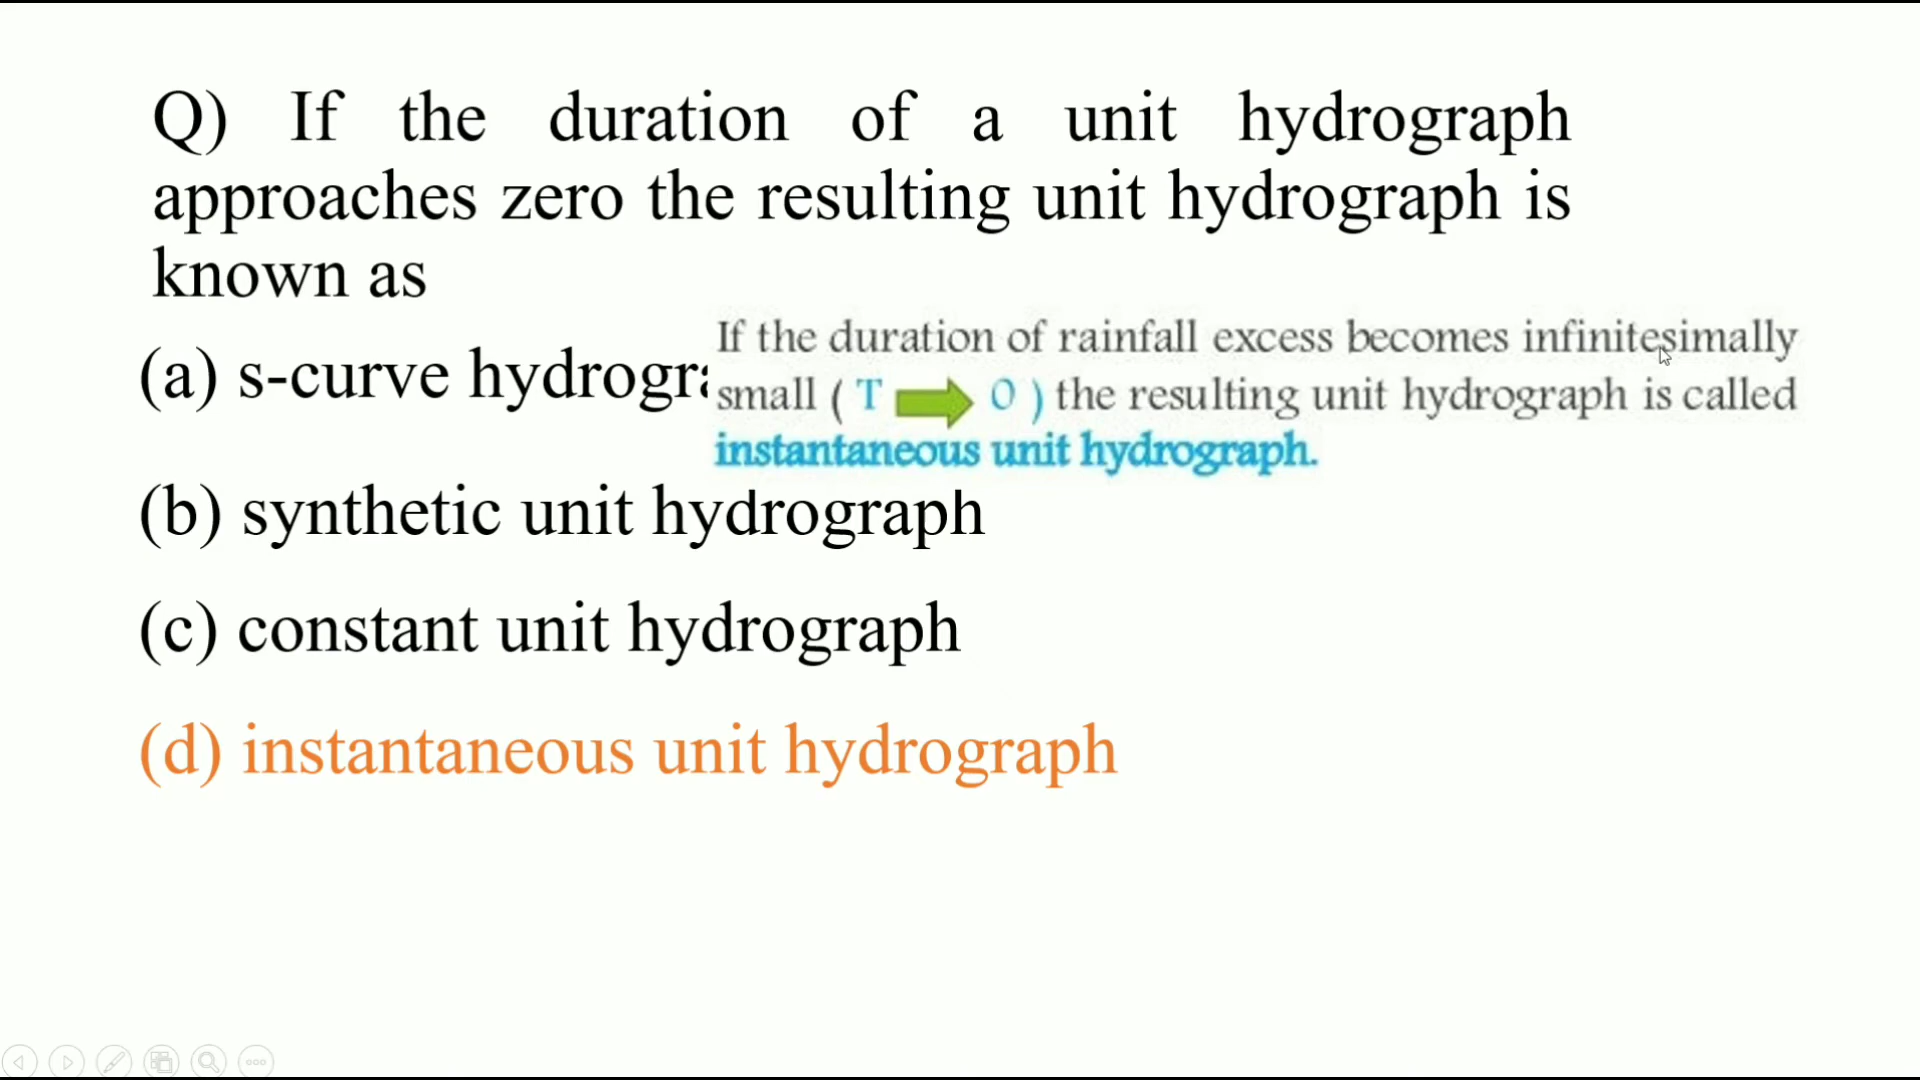 Q) If the duration of a unit hydrograph
approaches zero the resulting unit hydrograph is
known as
If the duration of rainfall excess becomes infinitesimally
(a) s-curve
small ( T 0 ) the resulting unit hydrograph is called
instantaneous unit hydrograph.
(b) synthetic unit hydrograph
(c) constant unit hydrograph
(d) instantaneous unit hydrograph